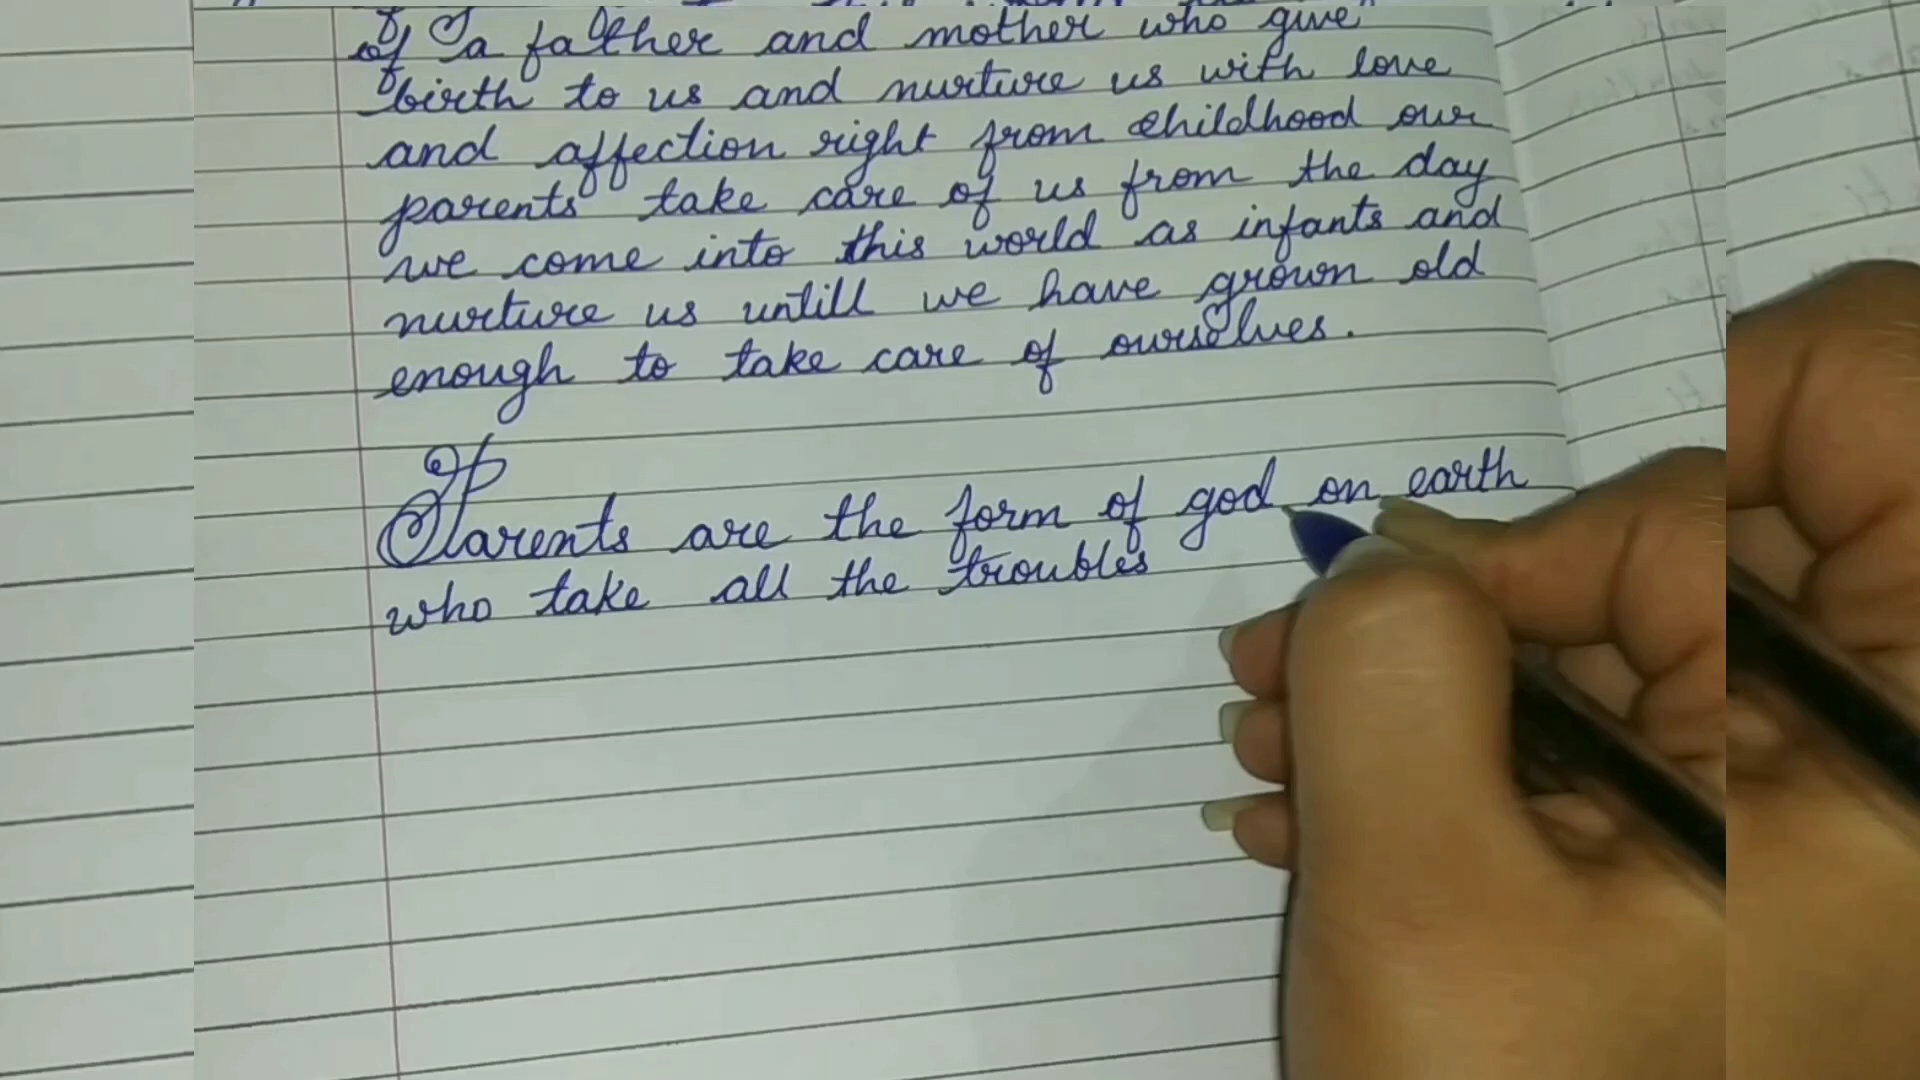 of a father and mother who give
birth to us and nurture us with love
and affection right from childhood our
parents take care of us from the day
we come into this world as infants and
nurture us untill we have grown old
enough to take care of ourselves.
Parents are the form of god on earth
who take all the troubles